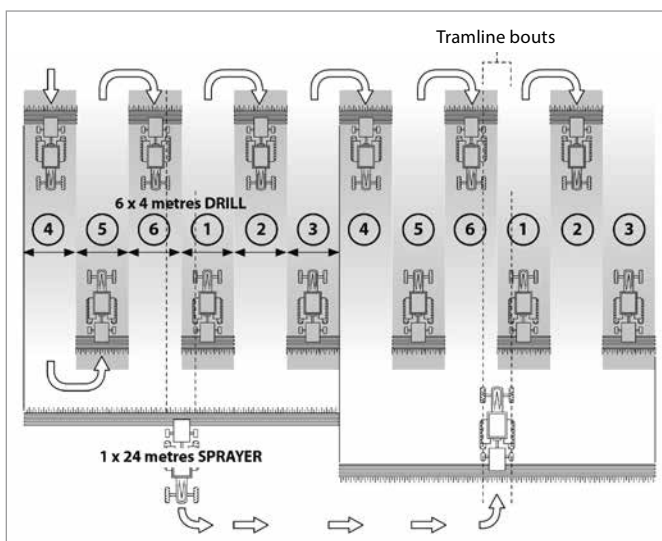 Tramline bouts
6 x 4 metres DRILL
4 5 6 1 2 3 4 5 6 1 2 3
1 x 24 metres SPRAYER